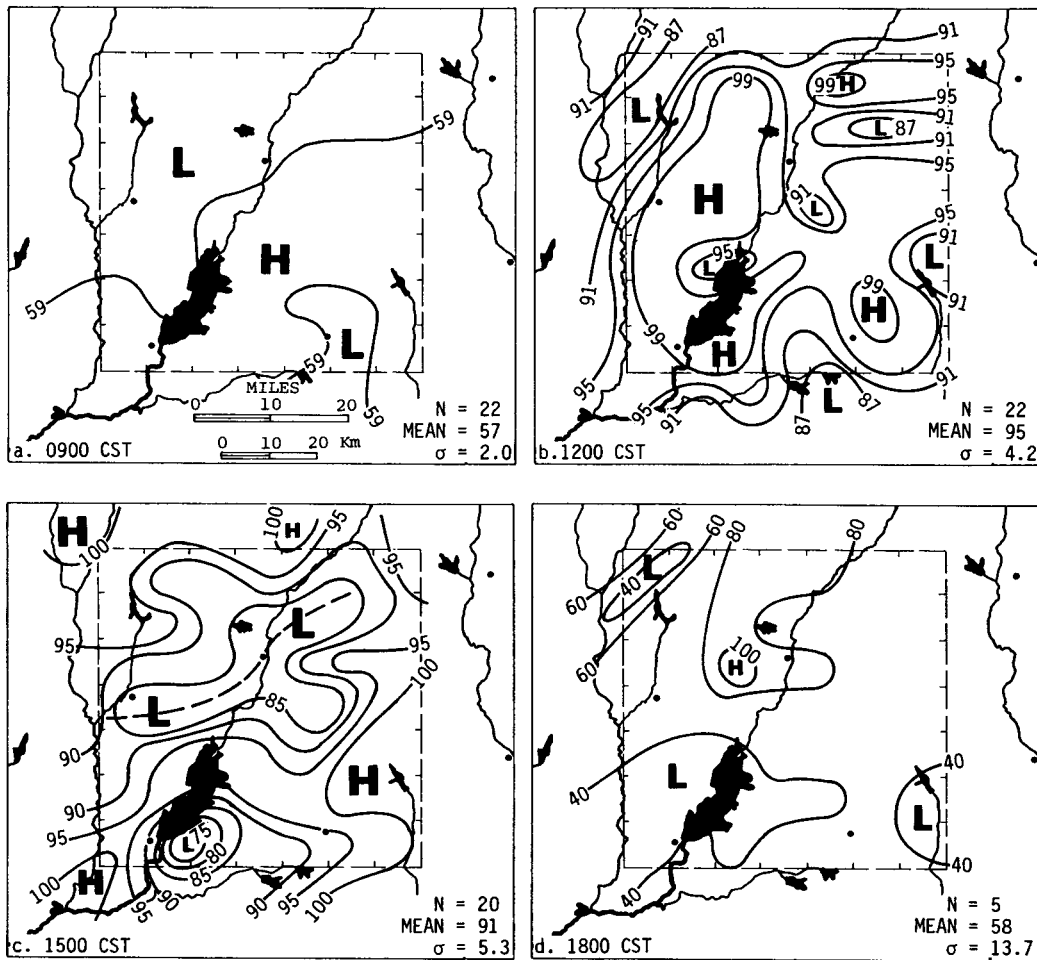 59
L
H
59
L
59
MILES
0 10 20
0 10 20 Km
N = 22
MEAN = 57
a. 0900 CST
σ = 2.0
91
87
87
91
95
99
99 H
95
91
L
91
L 87
91
95
H
91
L
95
95
L
91
L
91
99
H
91
99
H
95
95
91
87
L
87
91
N = 22
MEAN = 95
b.1200 CST
σ = 4.2
H
100
100
H
95
95
L
95
95
100
L
85
90
H
90
95
75
L
80
85
100
H
95
90
90
95
100
N = 20
MEAN = 91
c. 1500 CST
σ = 5.3
60
60
80
80
L
40
60
100
H
60
40
L
40
L
40
40
N = 5
MEAN = 58
d. 1800 CST
σ = 13.7